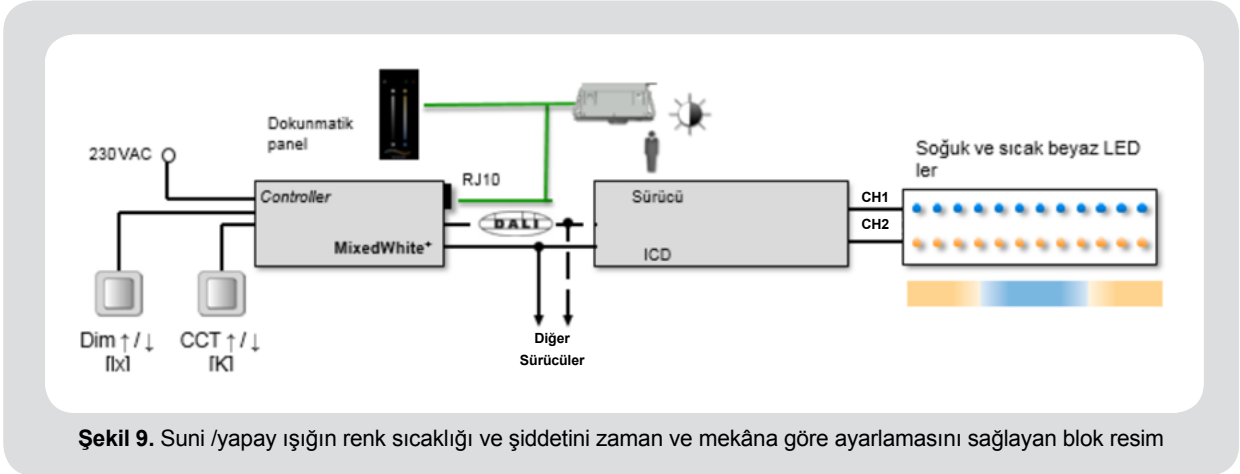 Dokunmatik
panel
230 VAC
RJ10
Controller
MixedWhite⁺
DALI
Sürücü
ICD
CH1
CH2
Soğuk ve sıcak beyaz LED
ler
Dim ↑ / ↓
[lx]
CCT ↑ / ↓
[K]
Diğer
Sürücüler
Şekil 9. Suni /yapay ışığın renk sıcaklığı ve şiddetini zaman ve mekâna göre ayarlamasını sağlayan blok resim